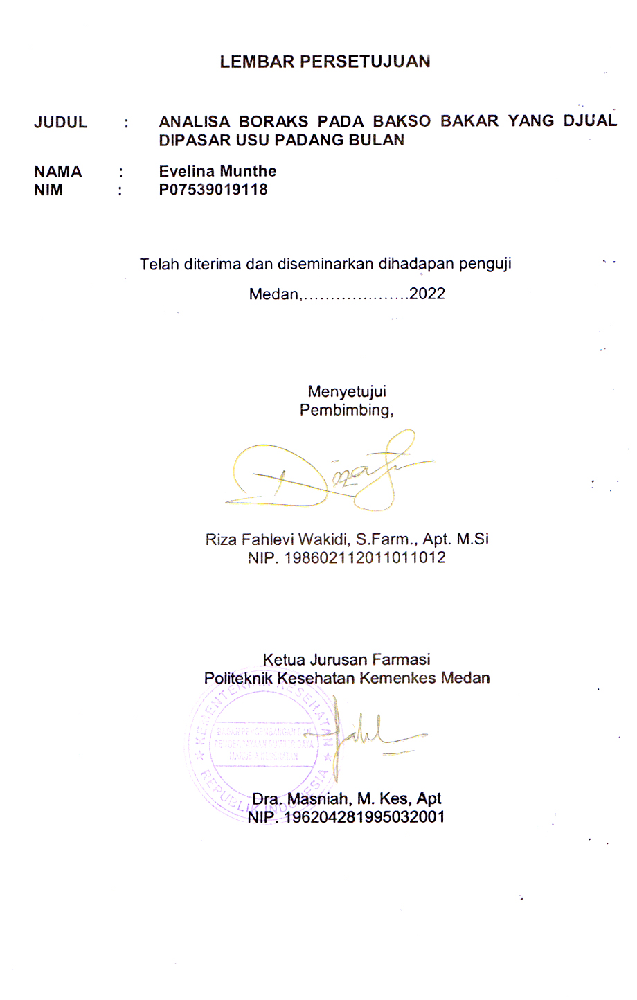 LEMBAR PERSETUJUAN
JUDUL : ANALISA BORAKS PADA BAKSO BAKAR YANG DJUAL
DIPASAR USU PADANG BULAN
NAMA : Evelina Munthe
NIM : P07539019118
Telah diterima dan diseminarkan dihadapan penguji
Medan,....................2022
Menyetujui
Pembimbing,
Riza Fahlevi Wakidi, S.Farm., Apt. M.Si
NIP. 198602112011011012
Ketua Jurusan Farmasi
Politeknik Kesehatan Kemenkes Medan
KEMENTERIAN KESEHATAN
BADAN PENGEMBANGAN DAN
PEMBERDAYAAN SUMBER DAYA
MANUSIA KESEHATAN
REPUBLIK INDONESIA
Dra. Masniah, M. Kes, Apt
NIP. 196204281995032001